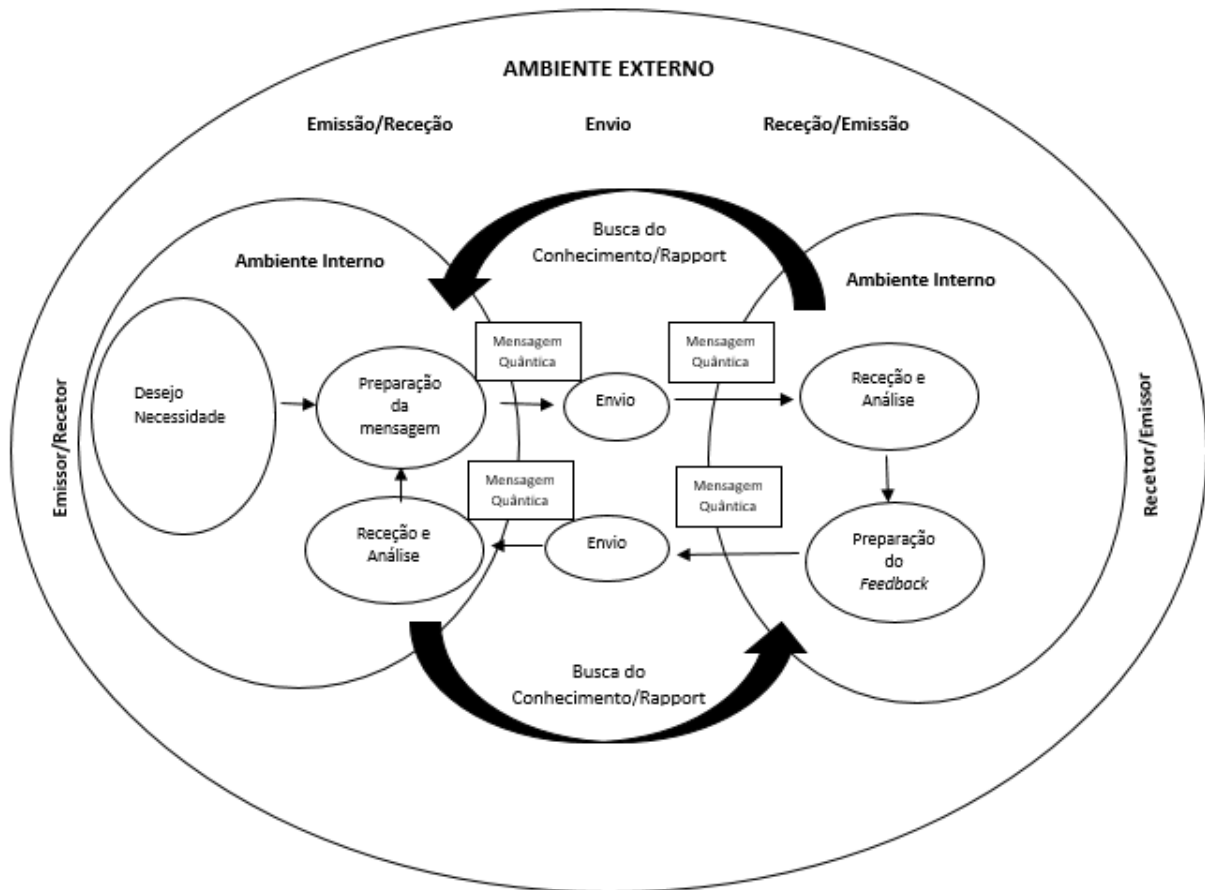 AMBIENTE EXTERNO
Emissão/Receção
Envio
Receção/Emissão
Busca do
Conhecimento/Rapport
Ambiente Interno
Ambiente Interno
Emissor/Recetor
Desejo
Necessidade
Preparação
da
mensagem
Mensagem
Quântica
Envio
Mensagem
Quântica
Receção e
Análise
Recetor/Emissor
Receção e
Análise
Mensagem
Quântica
Envio
Mensagem
Quântica
Preparação
do
Feedback
Busca do
Conhecimento/Rapport